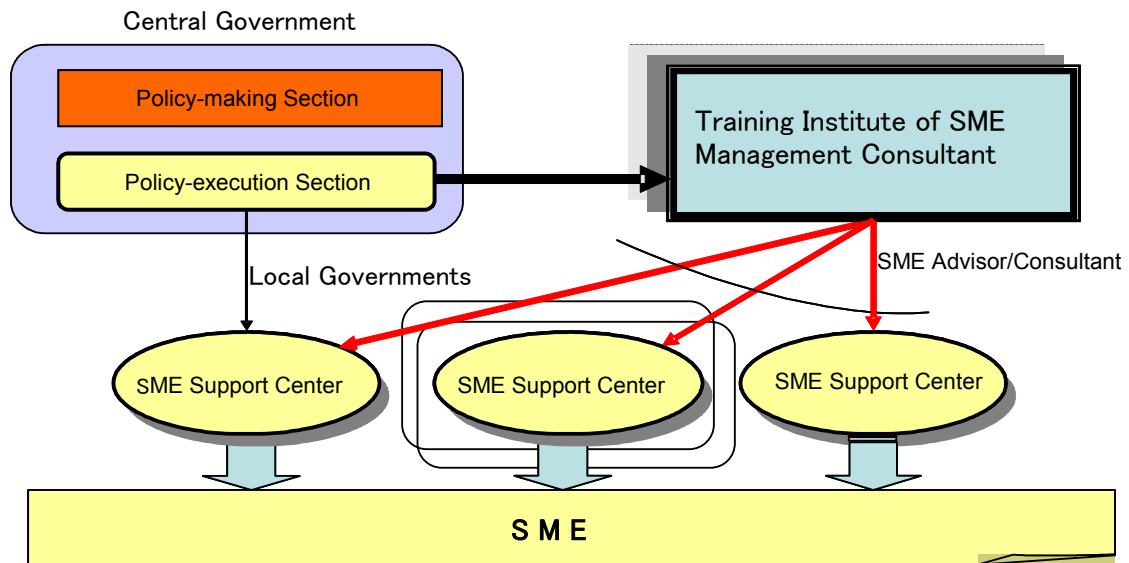 Central Government
Policy-making Section
Policy-execution Section
Training Institute of SME
Management Consultant
SME Advisor/Consultant
Local Governments
SME Support Center
SME Support Center
SME Support Center
S M E